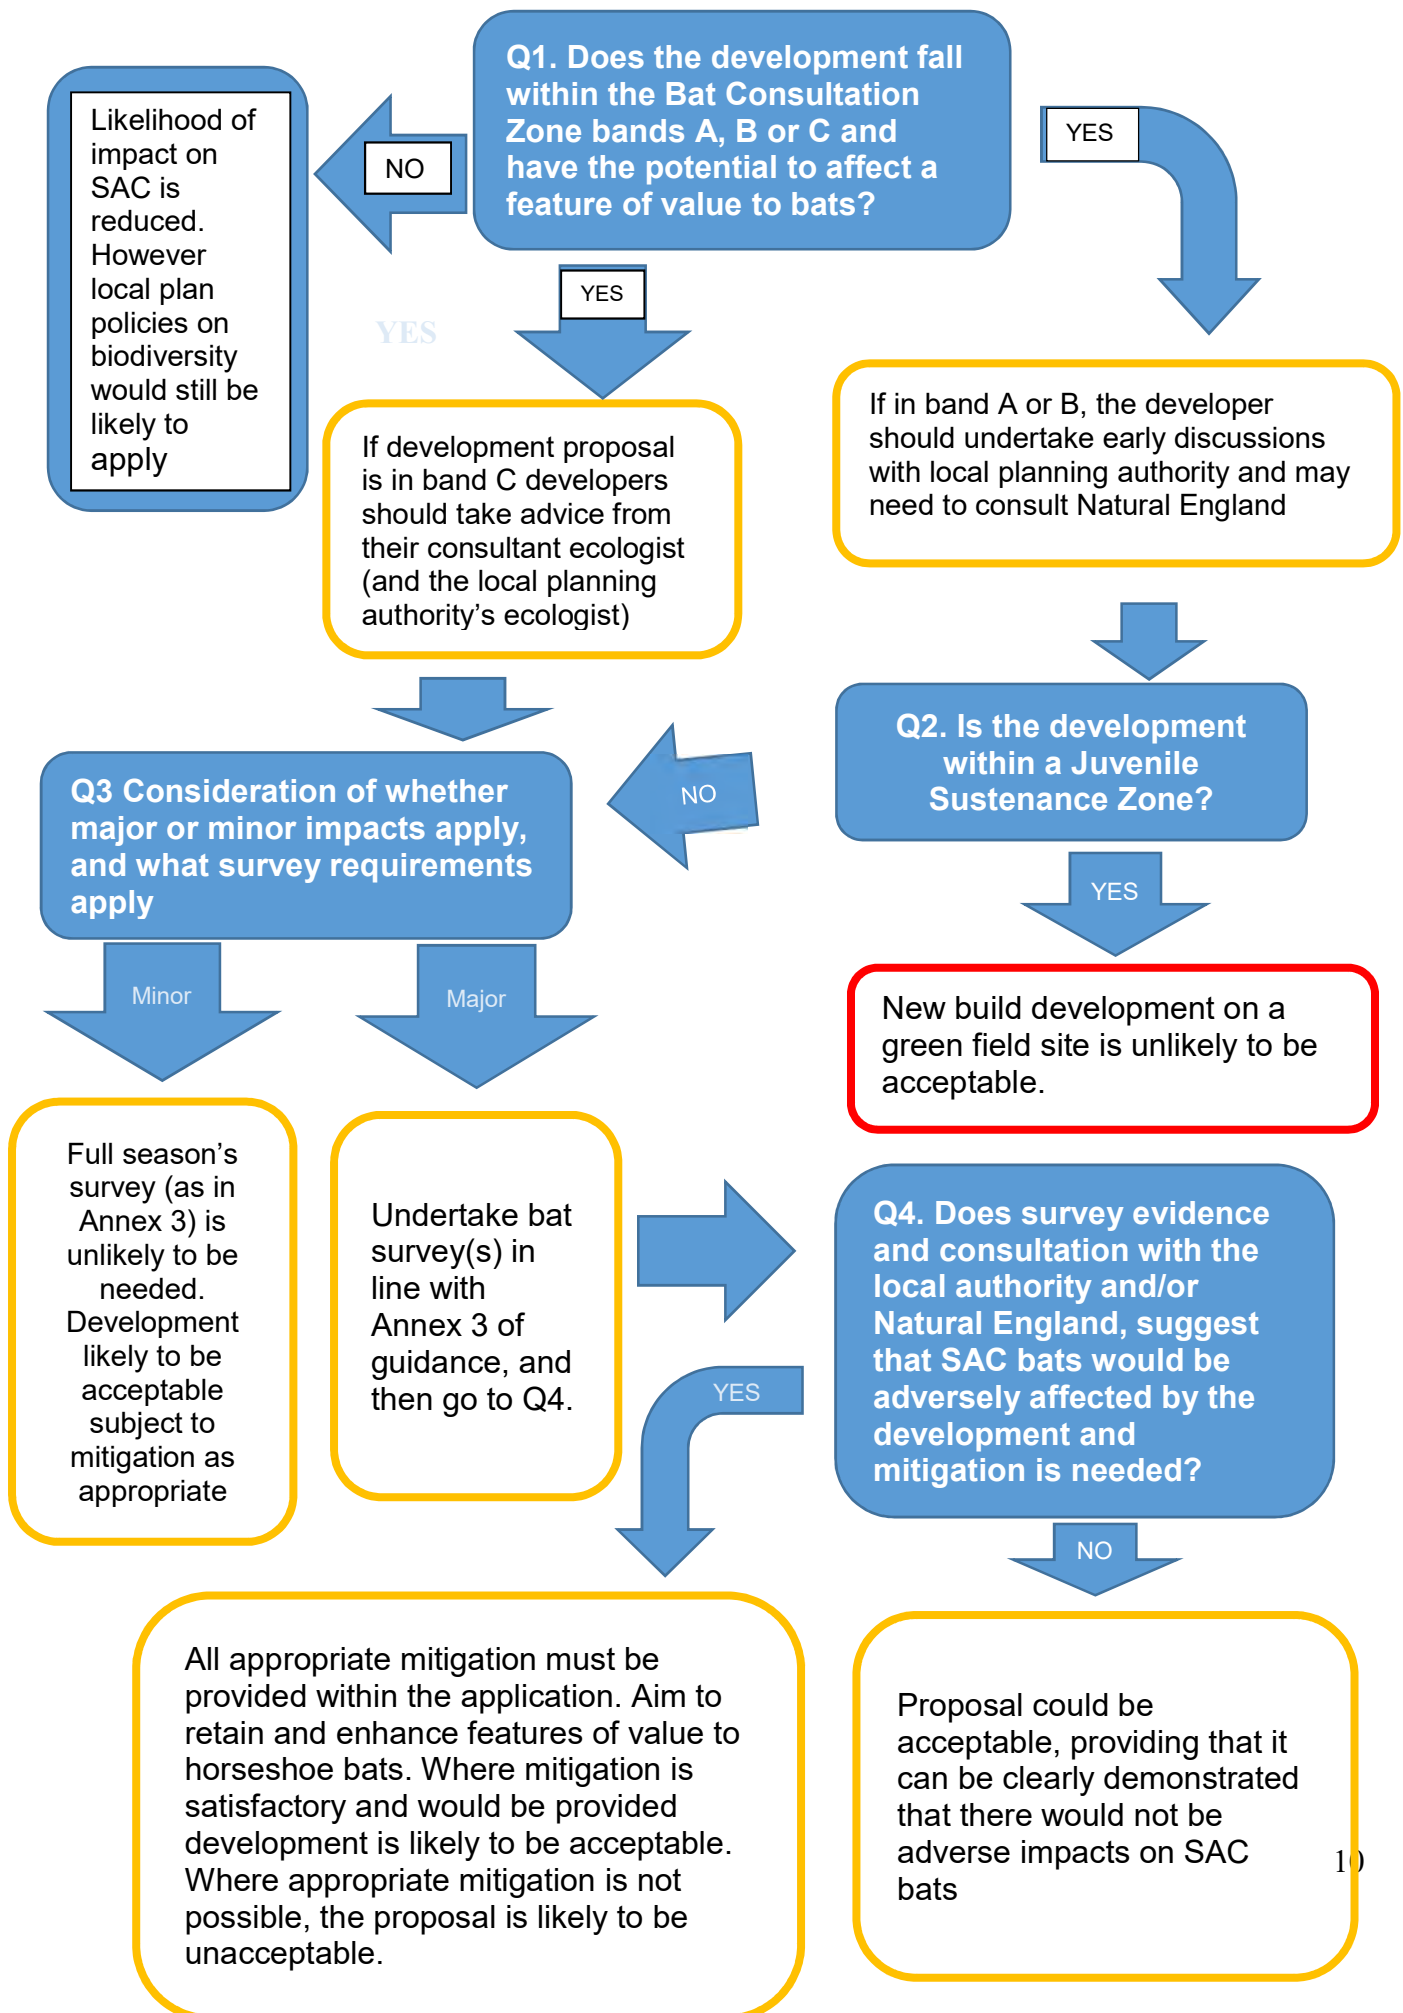 Q1. Does the development fall
within the Bat Consultation
Zone bands A, B or C and
have the potential to affect a
feature of value to bats?
NO
YES
Likelihood of
impact on
SAC is
reduced.
However
local plan
policies on
biodiversity
would still be
likely to
apply
YES
YES
If development proposal
is in band C developers
should take advice from
their consultant ecologist
(and the local planning
authority’s ecologist)
If in band A or B, the developer
should undertake early discussions
with local planning authority and may
need to consult Natural England
Q2. Is the development
within a Juvenile
Sustenance Zone?
NO
YES
Q3 Consideration of whether
major or minor impacts apply,
and what survey requirements
apply
Minor
Major
New build development on a
green field site is unlikely to be
acceptable.
Full season’s
survey (as in
Annex 3) is
unlikely to be
needed.
Development
likely to be
acceptable
subject to
mitigation as
appropriate
Undertake bat
survey(s) in
line with
Annex 3 of
guidance, and
then go to Q4.
Q4. Does survey evidence
and consultation with the
local authority and/or
Natural England, suggest
that SAC bats would be
adversely affected by the
development and
mitigation is needed?
YES
NO
All appropriate mitigation must be
provided within the application. Aim to
retain and enhance features of value to
horseshoe bats. Where mitigation is
satisfactory and would be provided
development is likely to be acceptable.
Where appropriate mitigation is not
possible, the proposal is likely to be
unacceptable.
Proposal could be
acceptable, providing that it
can be clearly demonstrated
that there would not be
adverse impacts on SAC
bats
10